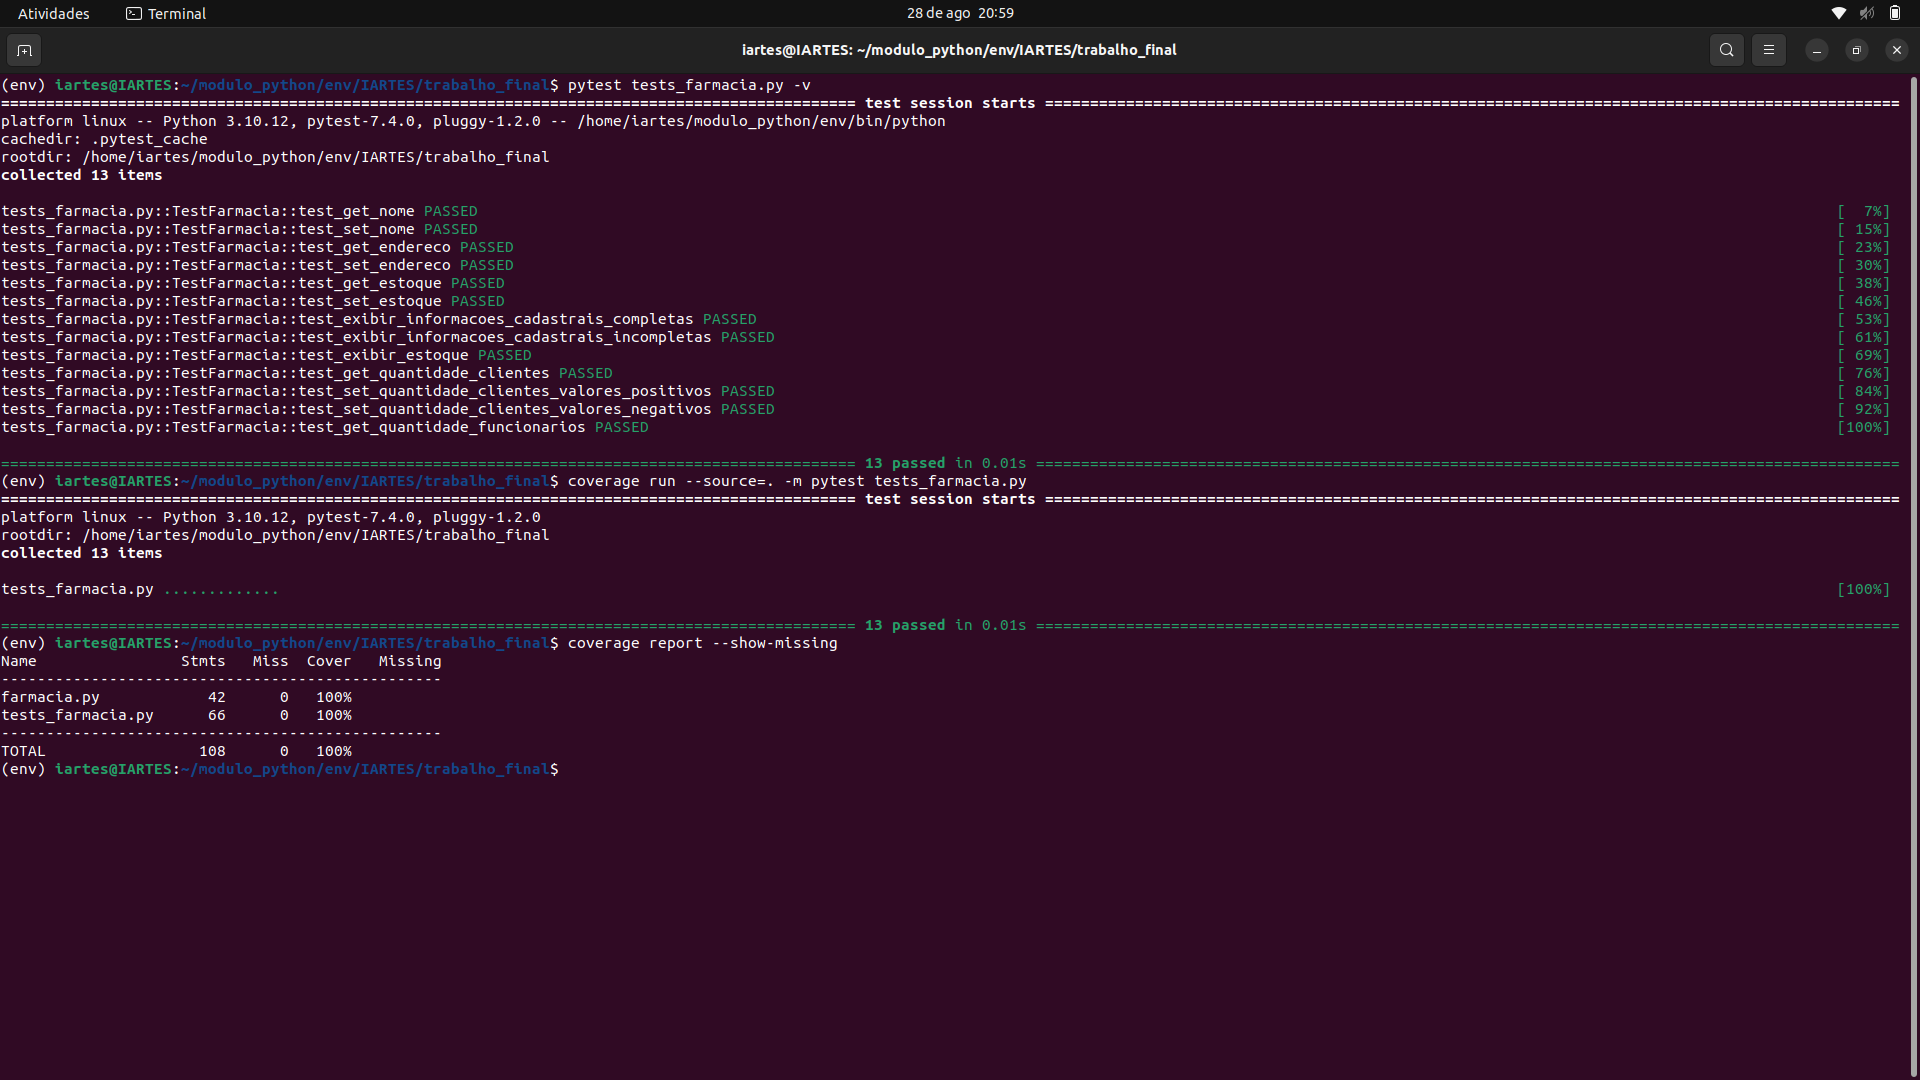 Atividades Terminal 28 de ago 20:59
iartes@IARTES: ~/modulo_python/env/IARTES/trabalho_final
(env) iartes@IARTES:~/modulo_python/env/IARTES/trabalho_final$ pytest tests_farmacia.py -v
=============================================================================================== test session starts ===============================================================================================
platform linux -- Python 3.10.12, pytest-7.4.0, pluggy-1.2.0 -- /home/iartes/modulo_python/env/bin/python
cachedir: .pytest_cache
rootdir: /home/iartes/modulo_python/env/IARTES/trabalho_final
collected 13 items
tests_farmacia.py::TestFarmacia::test_get_nome PASSED [  7%]
tests_farmacia.py::TestFarmacia::test_set_nome PASSED [ 15%]
tests_farmacia.py::TestFarmacia::test_get_endereco PASSED [ 23%]
tests_farmacia.py::TestFarmacia::test_set_endereco PASSED [ 30%]
tests_farmacia.py::TestFarmacia::test_get_estoque PASSED [ 38%]
tests_farmacia.py::TestFarmacia::test_set_estoque PASSED [ 46%]
tests_farmacia.py::TestFarmacia::test_exibir_informacoes_cadastrais_completas PASSED [ 53%]
tests_farmacia.py::TestFarmacia::test_exibir_informacoes_cadastrais_incompletas PASSED [ 61%]
tests_farmacia.py::TestFarmacia::test_exibir_estoque PASSED [ 69%]
tests_farmacia.py::TestFarmacia::test_get_quantidade_clientes PASSED [ 76%]
tests_farmacia.py::TestFarmacia::test_set_quantidade_clientes_valores_positivos PASSED [ 84%]
tests_farmacia.py::TestFarmacia::test_set_quantidade_clientes_valores_negativos PASSED [ 92%]
tests_farmacia.py::TestFarmacia::test_get_quantidade_funcionarios PASSED [100%]
=============================================================================================== 13 passed in 0.01s ================================================================================================
(env) iartes@IARTES:~/modulo_python/env/IARTES/trabalho_final$ coverage run --source=. -m pytest tests_farmacia.py
=============================================================================================== test session starts ===============================================================================================
platform linux -- Python 3.10.12, pytest-7.4.0, pluggy-1.2.0
rootdir: /home/iartes/modulo_python/env/IARTES/trabalho_final
collected 13 items
tests_farmacia.py ............. [100%]
=============================================================================================== 13 passed in 0.01s ================================================================================================
(env) iartes@IARTES:~/modulo_python/env/IARTES/trabalho_final$ coverage report --show-missing
Name                Stmts   Miss  Cover   Missing
-------------------------------------------------
farmacia.py            42      0   100%
tests_farmacia.py      66      0   100%
-------------------------------------------------
TOTAL                 108      0   100%
(env) iartes@IARTES:~/modulo_python/env/IARTES/trabalho_final$